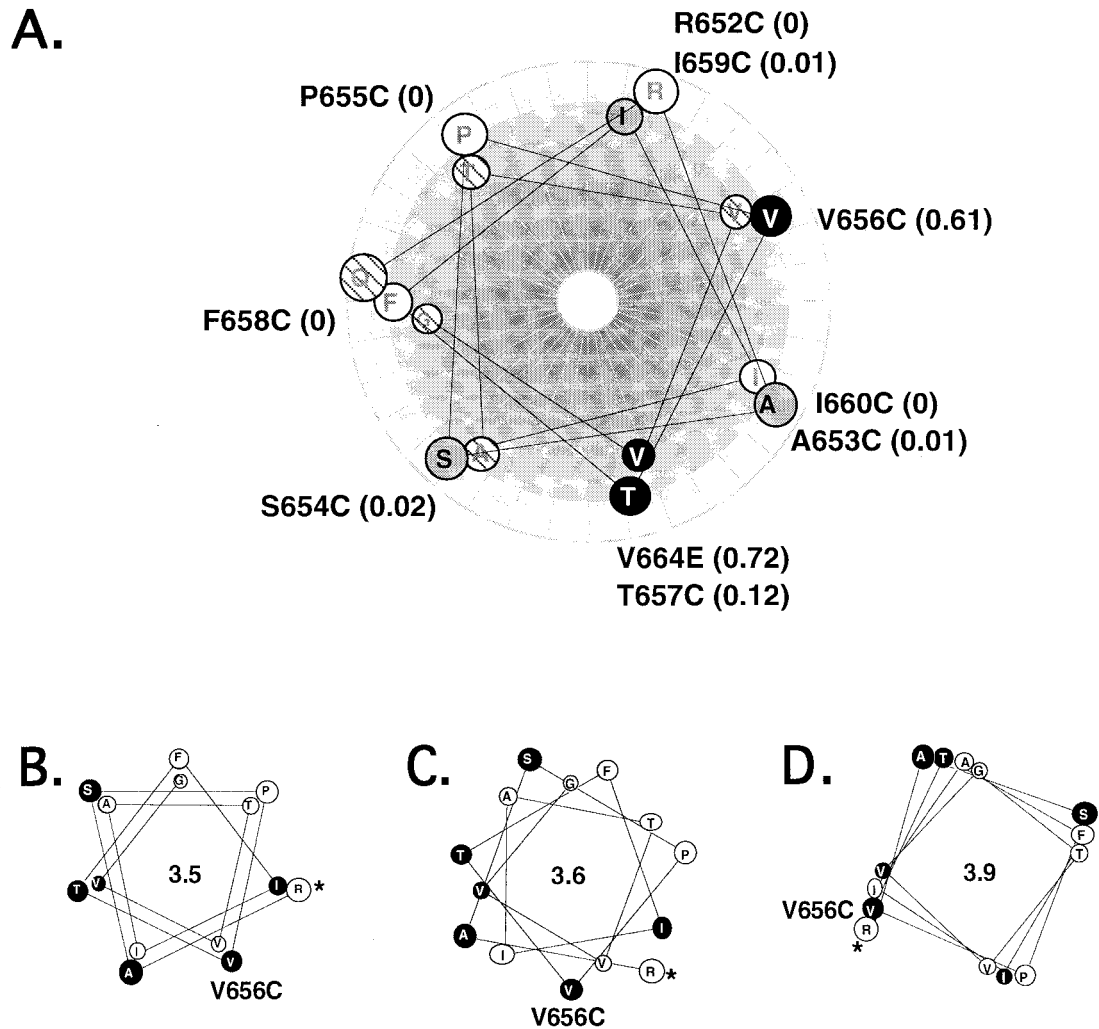 A.
R652C (0)
I659C (0.01)
P655C (0)
R
I
P
T
V
V
V656C (0.61)
Q
F
G
F658C (0)
I
A
I660C (0)
A653C (0.01)
S
A
V
T
S654C (0.02)
V664E (0.72)
T657C (0.12)
B.
F
G
S
A
P
T
3.5
T
V
I
R
*
I
A
V
V
V656C
C.
S
G
F
A
T
T
P
3.6
V
A
I
I
V
R
*
V
V656C
D.
A
T
A
G
S
F
T
3.9
V
I
V656C
V
R
*
V
I
P